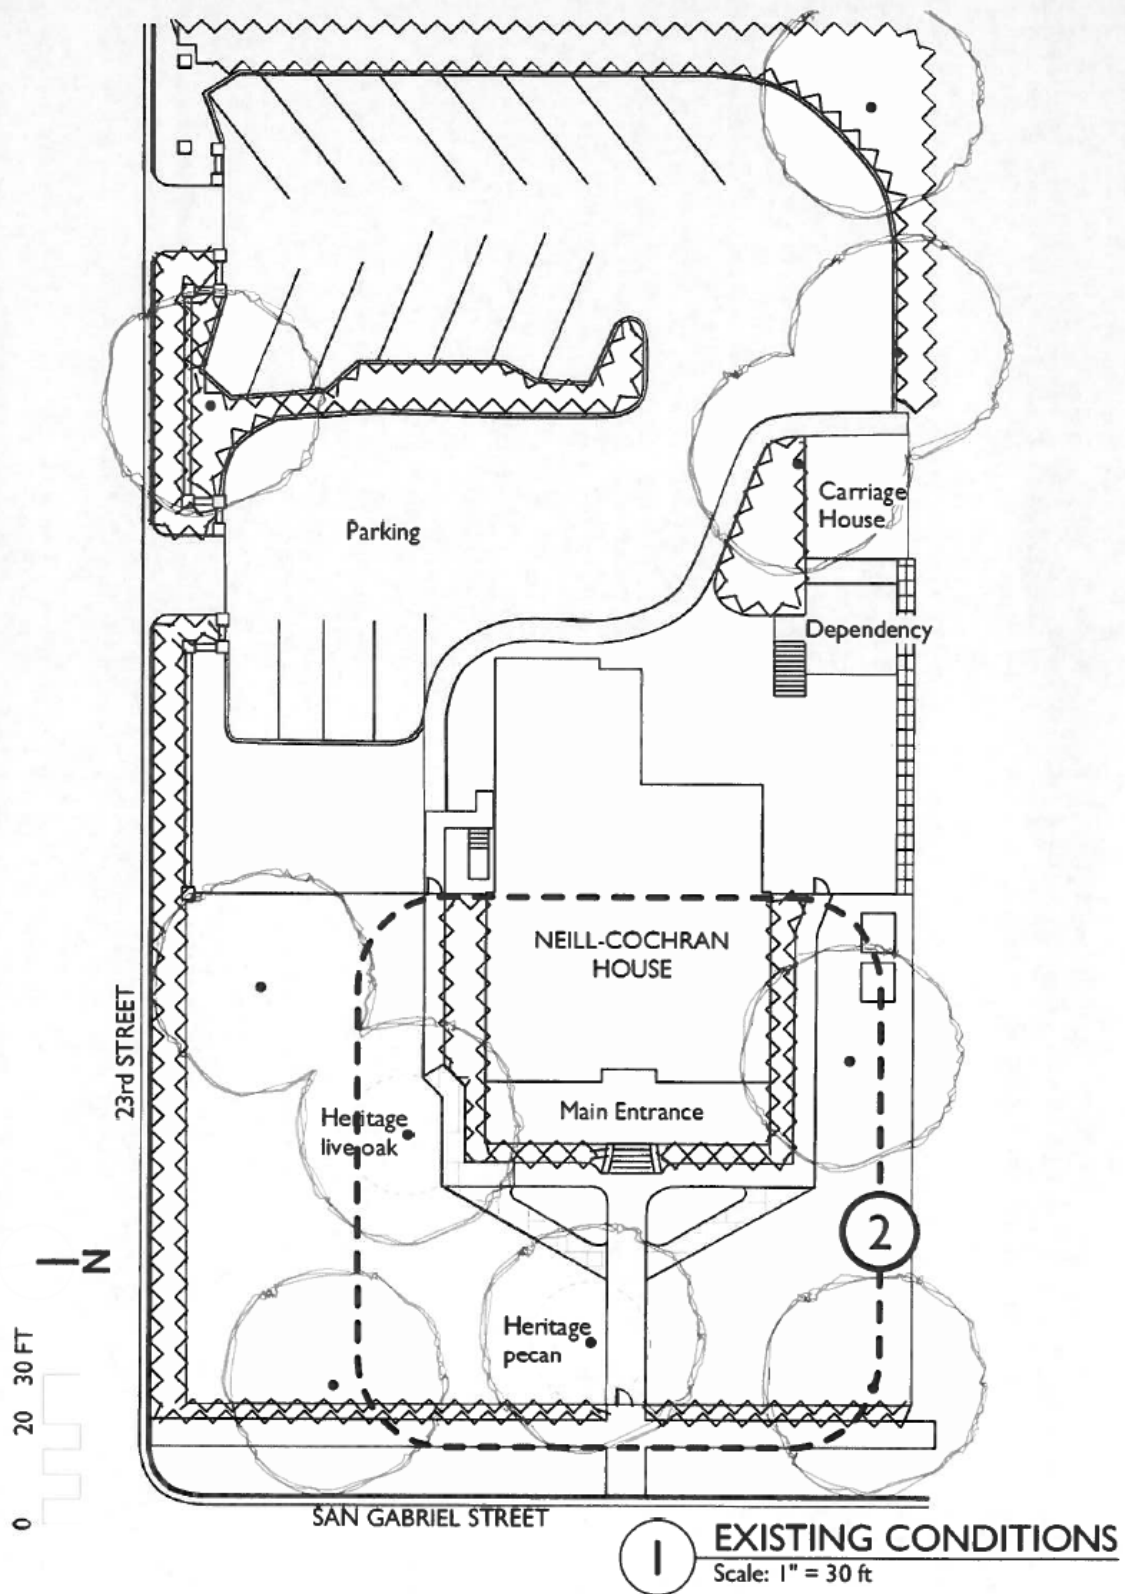 Carriage
House
Parking
Dependency
NEILL-COCHRAN
HOUSE
23rd STREET
Main Entrance
Heritage
live oak
2
N
Heritage
pecan
0 20 30 FT
SAN GABRIEL STREET
1 EXISTING CONDITIONS
Scale: 1" = 30 ft